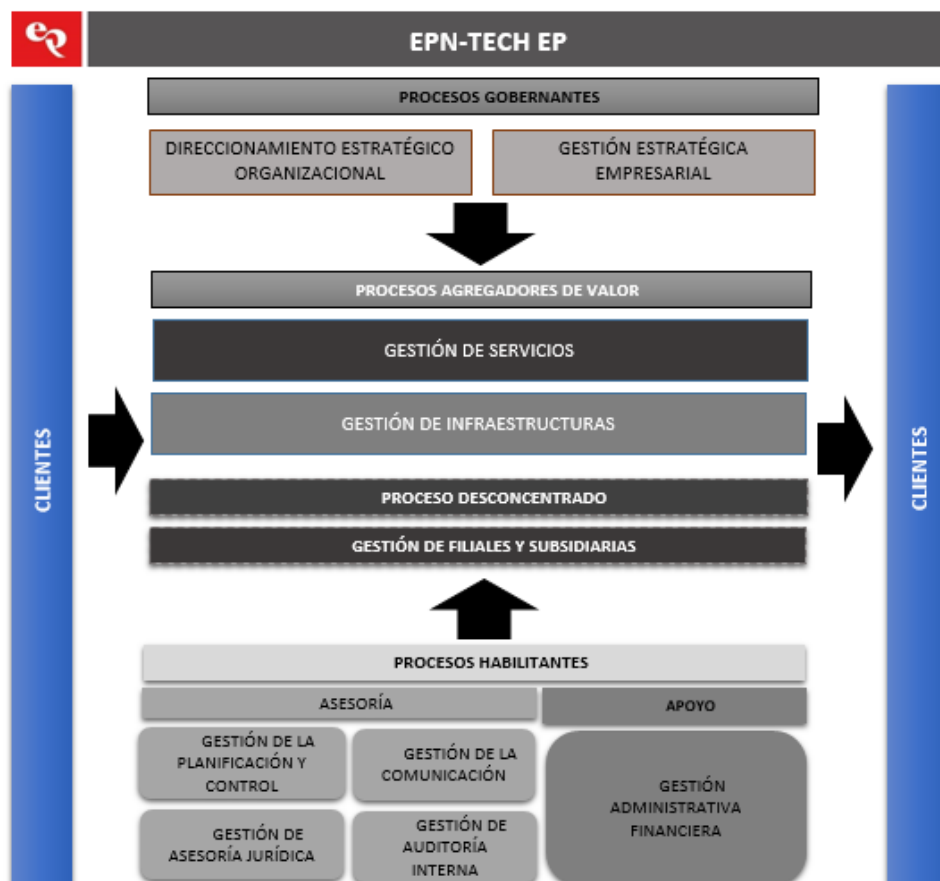 EPN-TECH EP
PROCESOS GOBERNANTES
DIRECCIONAMIENTO ESTRATÉGICO
ORGANIZACIONAL
GESTIÓN ESTRATÉGICA
EMPRESARIAL
PROCESOS AGREGADORES DE VALOR
GESTIÓN DE SERVICIOS
GESTIÓN DE INFRAESTRUCTURAS
CLIENTES
CLIENTES
PROCESO DESCONCENTRADO
GESTIÓN DE FILIALES Y SUBSIDIARIAS
PROCESOS HABILITANTES
ASESORÍA
APOYO
GESTIÓN DE LA
PLANIFICACIÓN Y
CONTROL
GESTIÓN DE LA
COMUNICACIÓN
GESTIÓN
ADMINISTRATIVA
FINANCIERA
GESTIÓN DE
ASESORÍA JURÍDICA
GESTIÓN DE
AUDITORÍA
INTERNA